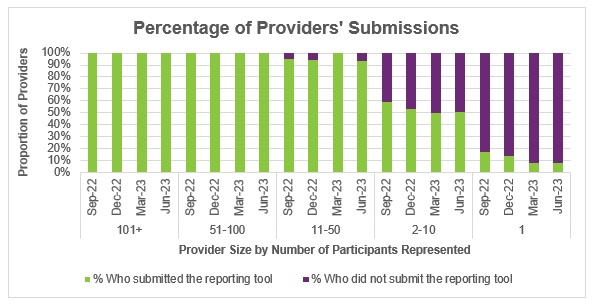 Percentage of Providers' Submissions
Proportion of Providers
100%
90%
80%
70%
60%
50%
40%
30%
20%
10%
0%
Sep-22 Dec-22 Mar-23 Jun-23 Sep-22 Dec-22 Mar-23 Jun-23 Sep-22 Dec-22 Mar-23 Jun-23 Sep-22 Dec-22 Mar-23 Jun-23 Sep-22 Dec-22 Mar-23 Jun-23
101+ 51-100 11-50 2-10 1
Provider Size by Number of Participants Represented
% Who submitted the reporting tool % Who did not submit the reporting tool